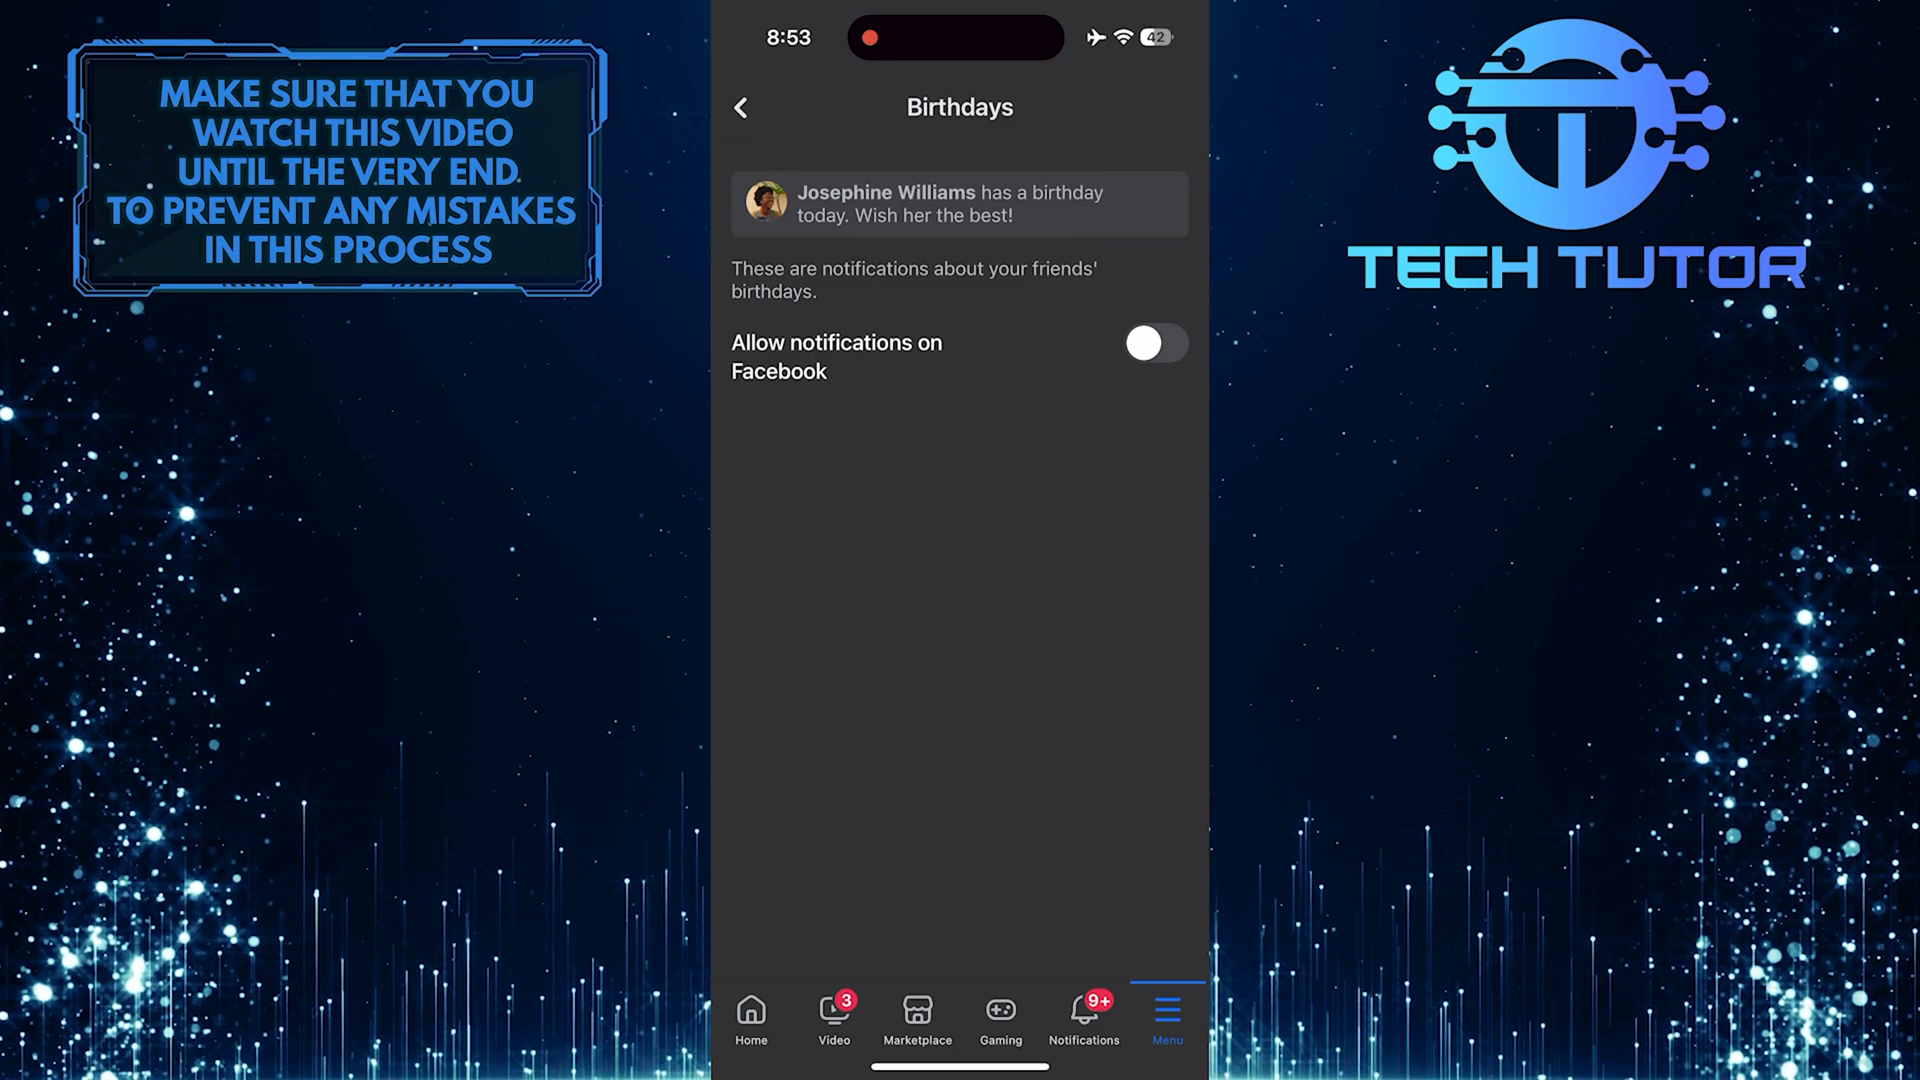 MAKE SURE THAT YOU
WATCH THIS VIDEO
UNTIL THE VERY END
TO PREVENT ANY MISTAKES
IN THIS PROCESS
8:53
42
Birthdays
Josephine Williams has a birthday
today. Wish her the best!
These are notifications about your friends'
birthdays.
Allow notifications on
Facebook
3
9+
Home
Video
Marketplace
Gaming
Notifications
Menu
TECH TUTOR